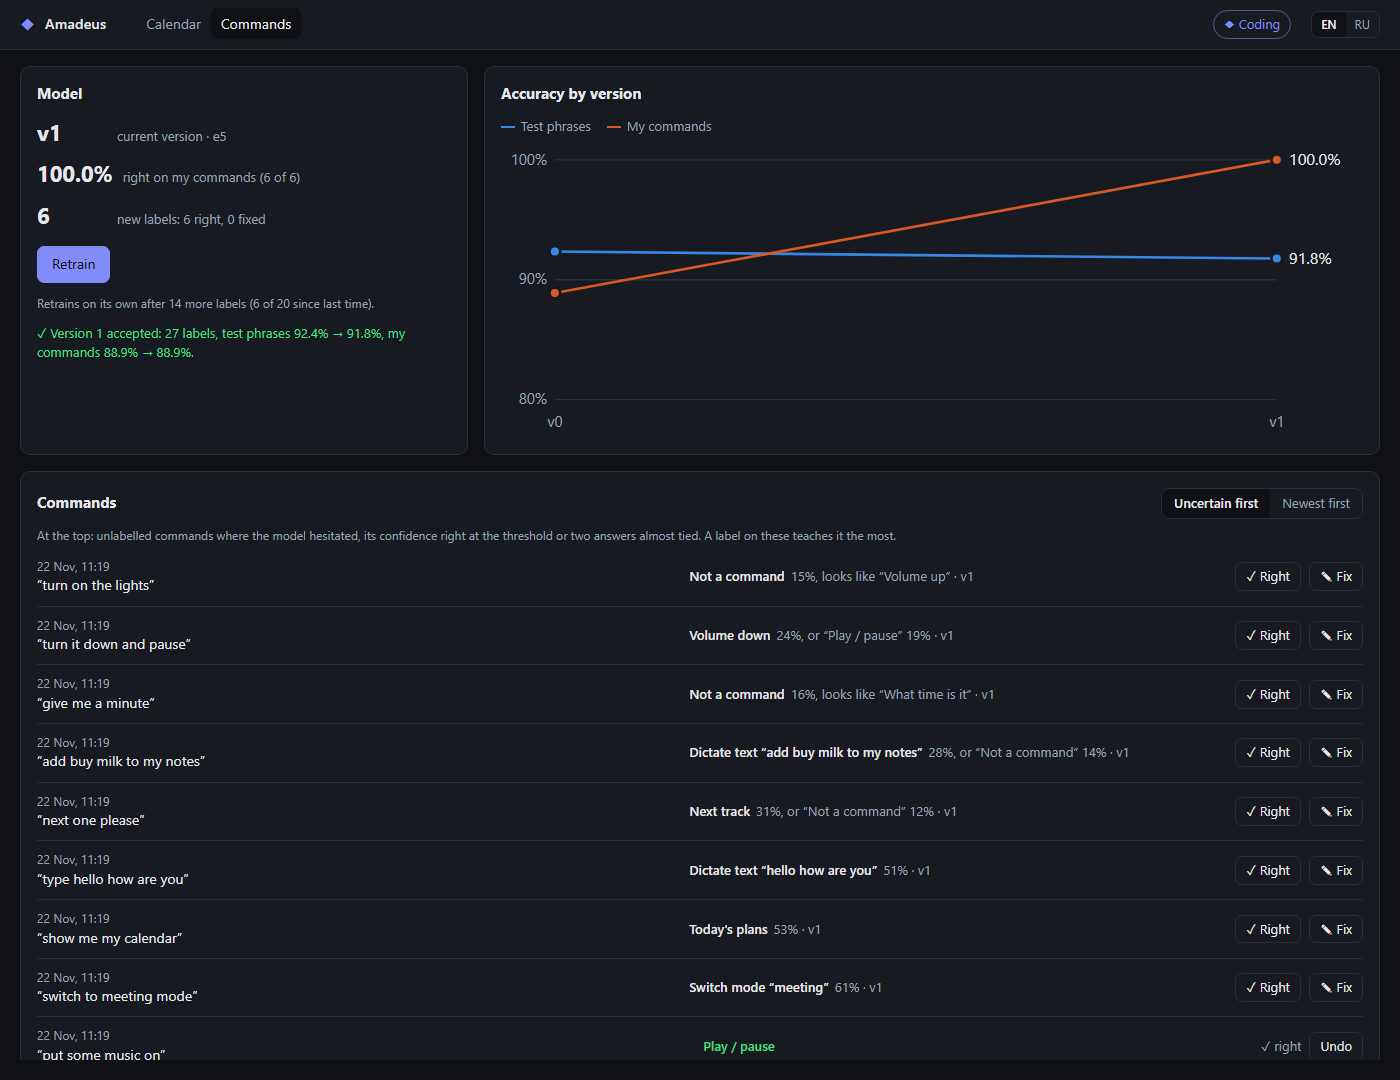 Amadeus
Calendar
Commands
Coding
EN
RU
Model
v1 current version · e5
100.0% right on my commands (6 of 6)
6 new labels: 6 right, 0 fixed
Retrain
Retrains on its own after 14 more labels (6 of 20 since last time).
✓ Version 1 accepted: 27 labels, test phrases 92.4% → 91.8%, my
commands 88.9% → 88.9%.
Accuracy by version
Test phrases
My commands
100%
100.0%
91.8%
90%
80%
v0
v1
Commands
Uncertain first
Newest first
At the top: unlabelled commands where the model hesitated, its confidence right at the threshold or two answers almost tied. A label on these teaches it the most.
22 Nov, 11:19
“turn on the lights”
Not a command 15%, looks like “Volume up” · v1
✓ Right
Fix
22 Nov, 11:19
“turn it down and pause”
Volume down 24%, or “Play / pause” 19% · v1
✓ Right
Fix
22 Nov, 11:19
“give me a minute”
Not a command 16%, looks like “What time is it” · v1
✓ Right
Fix
22 Nov, 11:19
“add buy milk to my notes”
Dictate text “add buy milk to my notes” 28%, or “Not a command” 14% · v1
✓ Right
Fix
22 Nov, 11:19
“next one please”
Next track 31%, or “Not a command” 12% · v1
✓ Right
Fix
22 Nov, 11:19
“type hello how are you”
Dictate text “hello how are you” 51% · v1
✓ Right
Fix
22 Nov, 11:19
“show me my calendar”
Today's plans 53% · v1
✓ Right
Fix
22 Nov, 11:19
“switch to meeting mode”
Switch mode “meeting” 61% · v1
✓ Right
Fix
22 Nov, 11:19
“put some music on”
Play / pause
✓ right
Undo